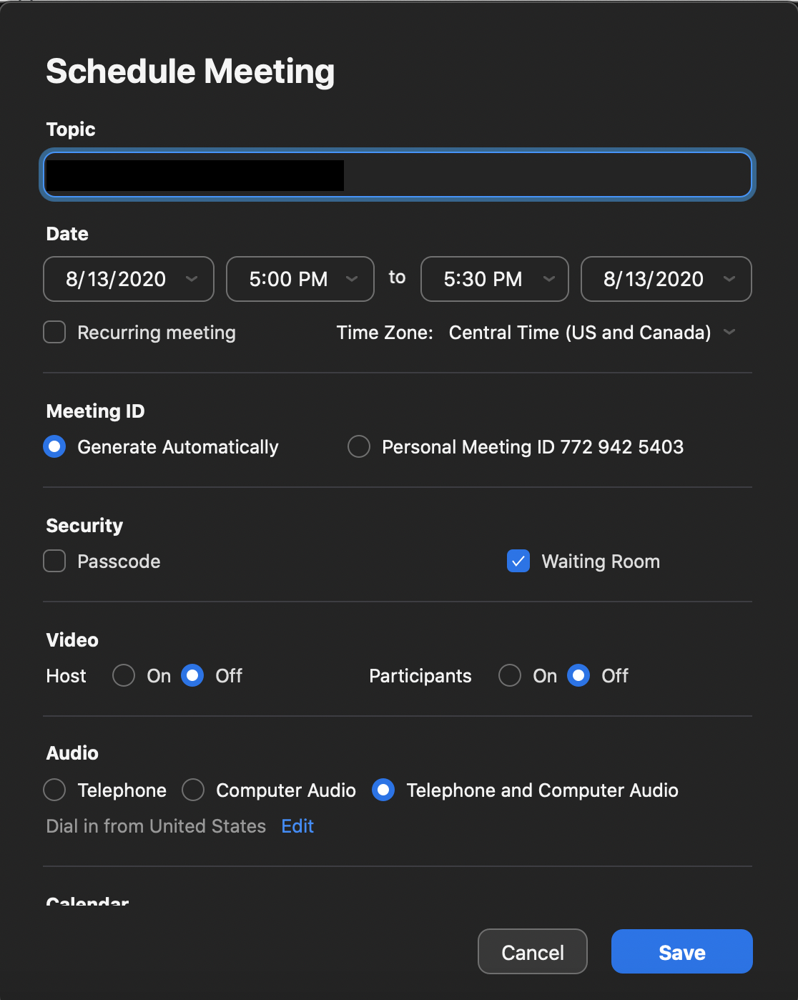 Schedule Meeting
Topic
Date
8/13/2020 5:00 PM to 5:30 PM 8/13/2020
Recurring meeting Time Zone: Central Time (US and Canada)
Meeting ID
Generate Automatically Personal Meeting ID 772 942 5403
Security
Passcode Waiting Room
Video
Host On Off Participants On Off
Audio
Telephone Computer Audio Telephone and Computer Audio
Dial in from United States Edit
Calendar
Cancel Save